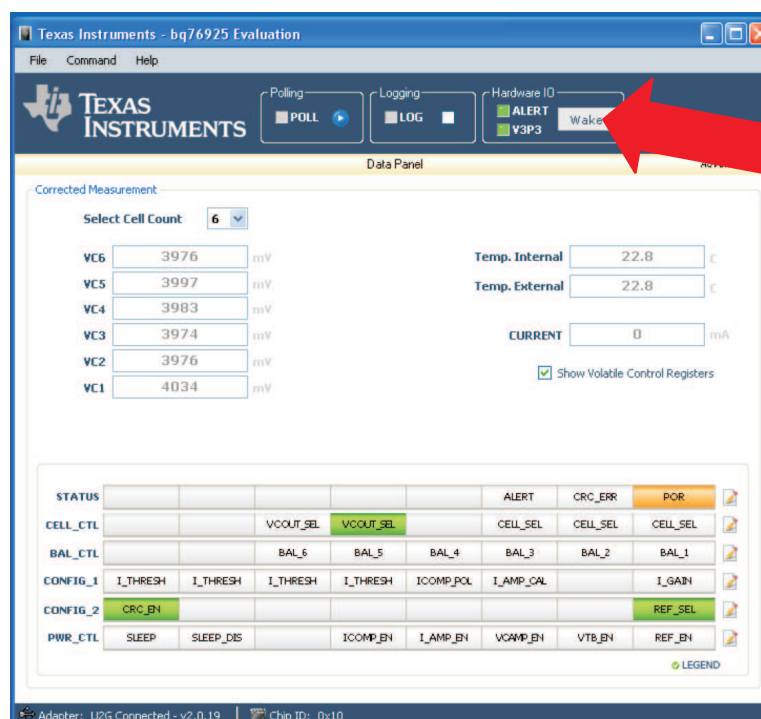 Texas Instruments - bq76925 Evaluation
File Command Help
TEXAS INSTRUMENTS
Polling
POLL
Logging
LOG
Hardware IO
ALERT
V3P3
Wake
Data Panel
Corrected Measurement
Select Cell Count 6
VC6 3976 mV
VC5 3997 mV
VC4 3983 mV
VC3 3974 mV
VC2 3976 mV
VC1 4034 mV
Temp. Internal 22.8 C
Temp. External 22.8 C
CURRENT 0 mA
Show Volatile Control Registers
STATUS ALERT CRC_ERR POR
CELL_CTL VCOUT_SEL VCOUT_SEL CELL_SEL CELL_SEL CELL_SEL
BAL_CTL BAL_6 BAL_5 BAL_4 BAL_3 BAL_2 BAL_1
CONFIG_1 I_THRESH I_THRESH I_THRESH I_THRESH ICOMP_POL I_AMP_CAL I_GAIN
CONFIG_2 CRC_EN REF_SEL
PWR_CTL SLEEP SLEEP_DIS ICOMP_EN I_AMP_EN VCAMP_EN VTB_EN REF_EN
LEGEND
Adapter: U2G Connected - v2.0.19 Chip ID: 0x10